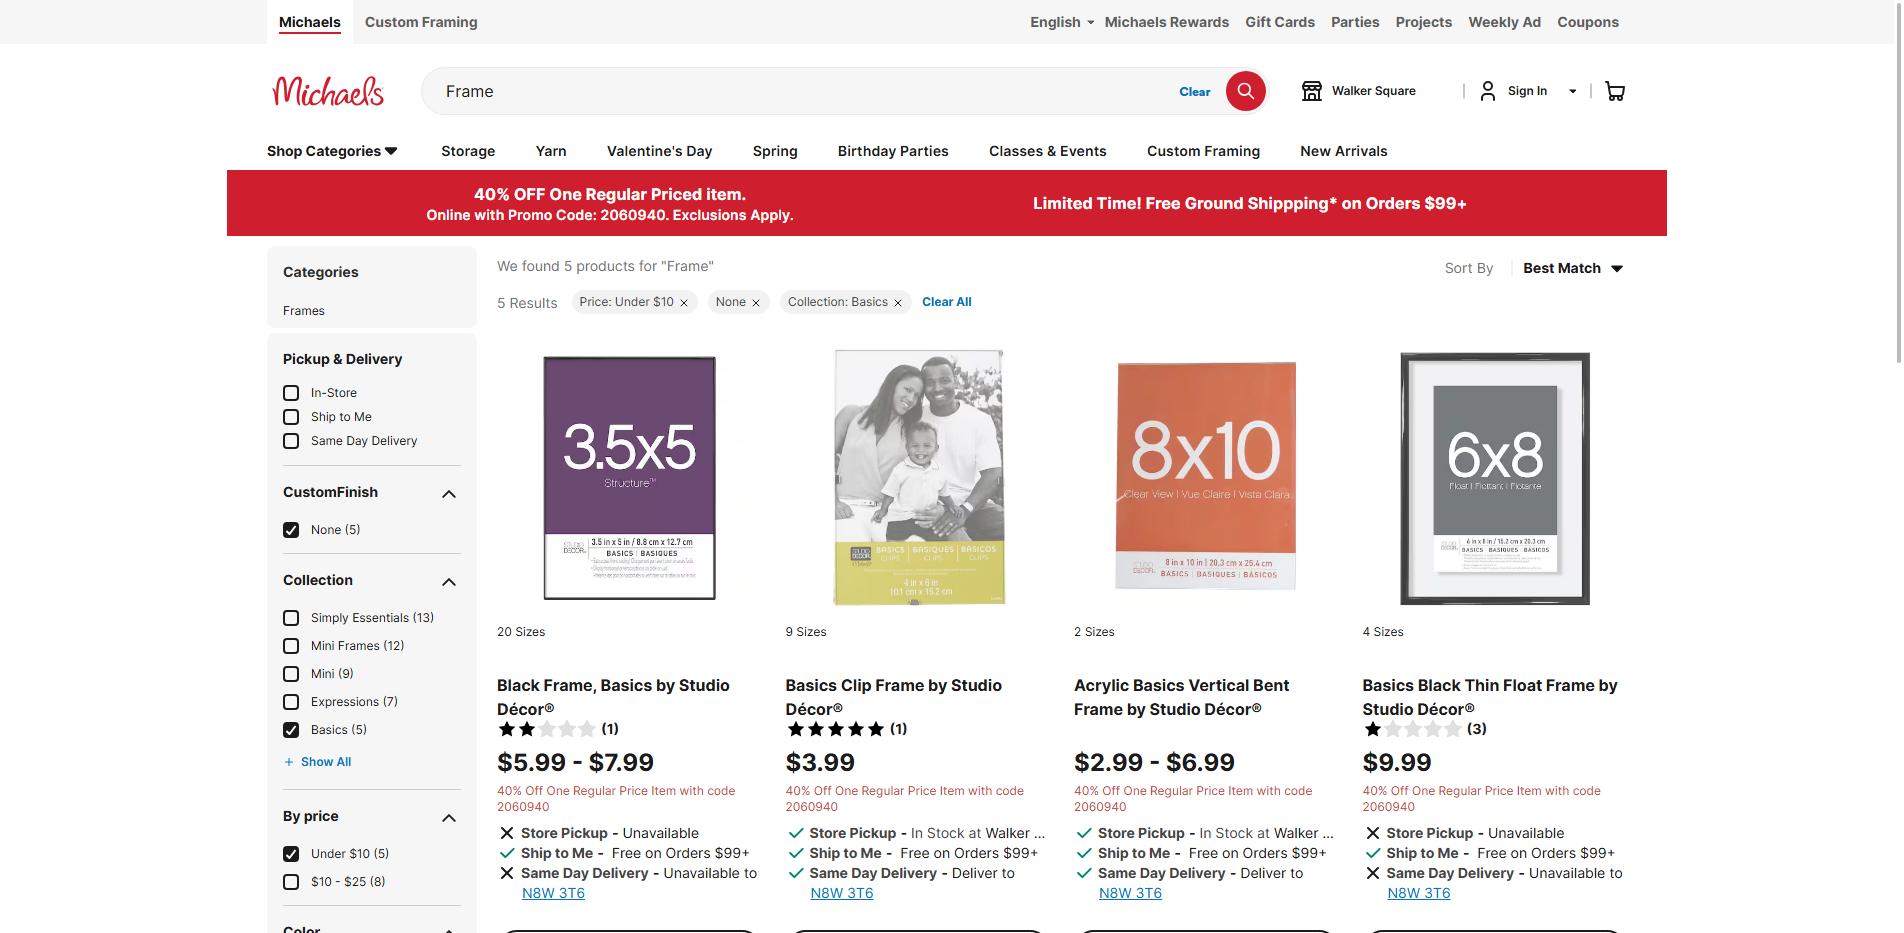 Michaels
Custom Framing
English
Michaels Rewards
Gift Cards
Parties
Projects
Weekly Ad
Coupons
Michaels
Frame
Clear
Walker Square
Sign In
Shop Categories
Storage
Yarn
Valentine's Day
Spring
Birthday Parties
Classes & Events
Custom Framing
New Arrivals
40% OFF One Regular Priced item.
Online with Promo Code: 2060940. Exclusions Apply.
Limited Time! Free Ground Shippping* on Orders $99+
Categories
Frames
Pickup & Delivery
In-Store
Ship to Me
Same Day Delivery
CustomFinish
None (5)
Collection
Simply Essentials (13)
Mini Frames (12)
Mini (9)
Expressions (7)
Basics (5)
+ Show All
By price
Under $10 (5)
$10 - $25 (8)
Color
We found 5 products for "Frame"
Sort By
Best Match
5 Results
Price: Under $10
None
Collection: Basics
Clear All
3.5x5
Structure™
STUDIO DÉCOR
3.5 in x 5 in / 8.8 cm x 12.7 cm
BASICS | BASIQUES
20 Sizes
Black Frame, Basics by Studio
Décor®
(1)
$5.99 - $7.99
40% Off One Regular Price Item with code
2060940
Store Pickup - Unavailable
Ship to Me - Free on Orders $99+
Same Day Delivery - Unavailable to
N8W 3T6
STUDIO DÉCOR
BASICS | BASIQUES | BÁSICOS
CLIPS CLIPS CLIPS
4 in x 6 in
10.1 cm x 15.2 cm
9 Sizes
Basics Clip Frame by Studio
Décor®
(1)
$3.99
40% Off One Regular Price Item with code
2060940
Store Pickup - In Stock at Walker ...
Ship to Me - Free on Orders $99+
Same Day Delivery - Deliver to
N8W 3T6
8x10
Clear View | Vue Claire | Vista Clara
STUDIO DÉCOR
8 in x 10 in | 20.3 cm x 25.4 cm
BASICS | BASIQUES | BÁSICOS
2 Sizes
Acrylic Basics Vertical Bent
Frame by Studio Décor®
$2.99 - $6.99
40% Off One Regular Price Item with code
2060940
Store Pickup - In Stock at Walker ...
Ship to Me - Free on Orders $99+
Same Day Delivery - Deliver to
N8W 3T6
6x8
Float | Flottant | Flotante
STUDIO DÉCOR
6 in x 8 in / 15.2 cm x 20.3 cm
BASICS | BASIQUES | BÁSICOS
4 Sizes
Basics Black Thin Float Frame by
Studio Décor®
(3)
$9.99
40% Off One Regular Price Item with code
2060940
Store Pickup - Unavailable
Ship to Me - Free on Orders $99+
Same Day Delivery - Unavailable to
N8W 3T6